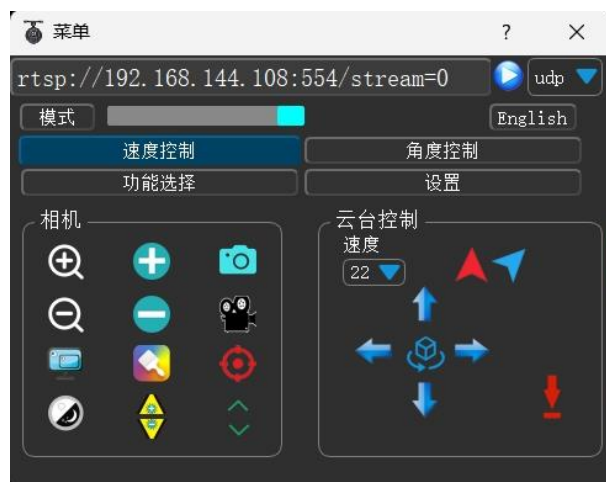 菜单 ?
rtsp://192.168.144.108:554/stream=0 udp
模式 English
速度控制 角度控制
功能选择 设置
相机 云台控制
速度
22